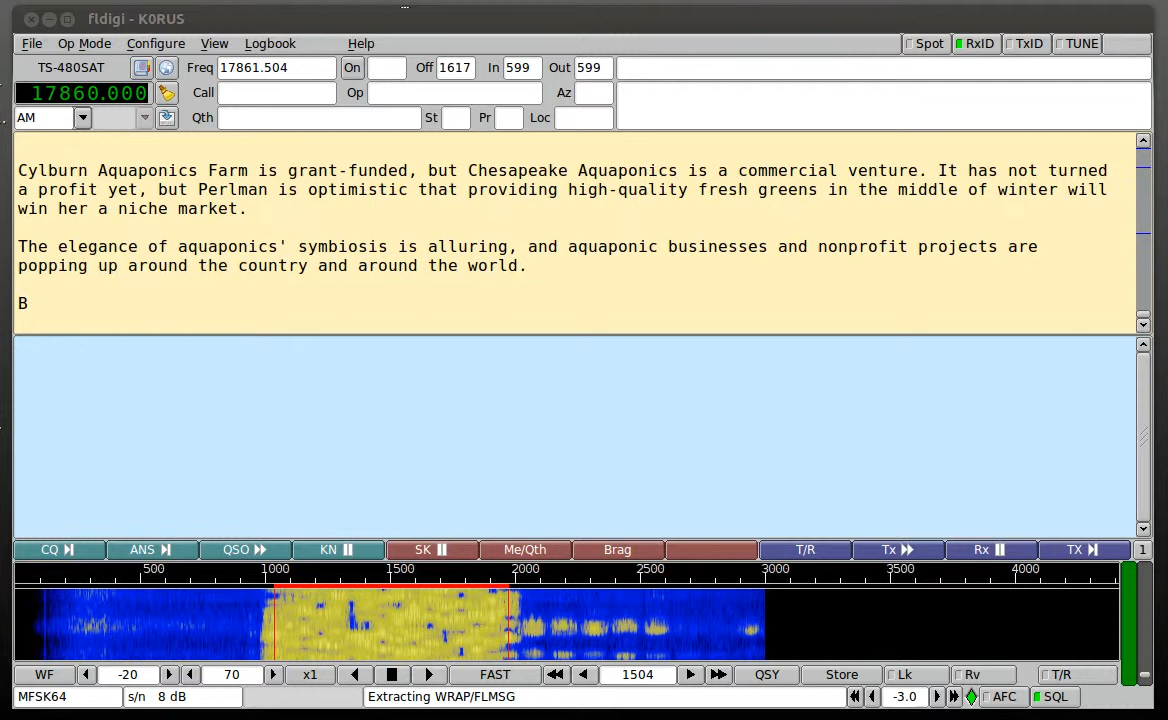 fldigi - K0RUS
File Op Mode Configure View Logbook Help Spot RxID TxID TUNE
TS-480SAT Freq 17861.504 On Off 1617 In 599 Out 599
17860.000 Call Op Az
AM Qth St Pr Loc
Cylburn Aquaponics Farm is grant-funded, but Chesapeake Aquaponics is a commercial venture. It has not turned
a profit yet, but Perlman is optimistic that providing high-quality fresh greens in the middle of winter will
win her a niche market.
The elegance of aquaponics' symbiosis is alluring, and aquaponic businesses and nonprofit projects are
popping up around the country and around the world.
B
CQ ANS QSO KN SK Me/Qth Brag T/R Tx Rx TX 1
500 1000 1500 2000 2500 3000 3500 4000
WF -20 70 x1 FAST 1504 QSY Store Lk Rv T/R
MFSK64 s/n 8 dB Extracting WRAP/FLMSG -3.0 AFC SQL